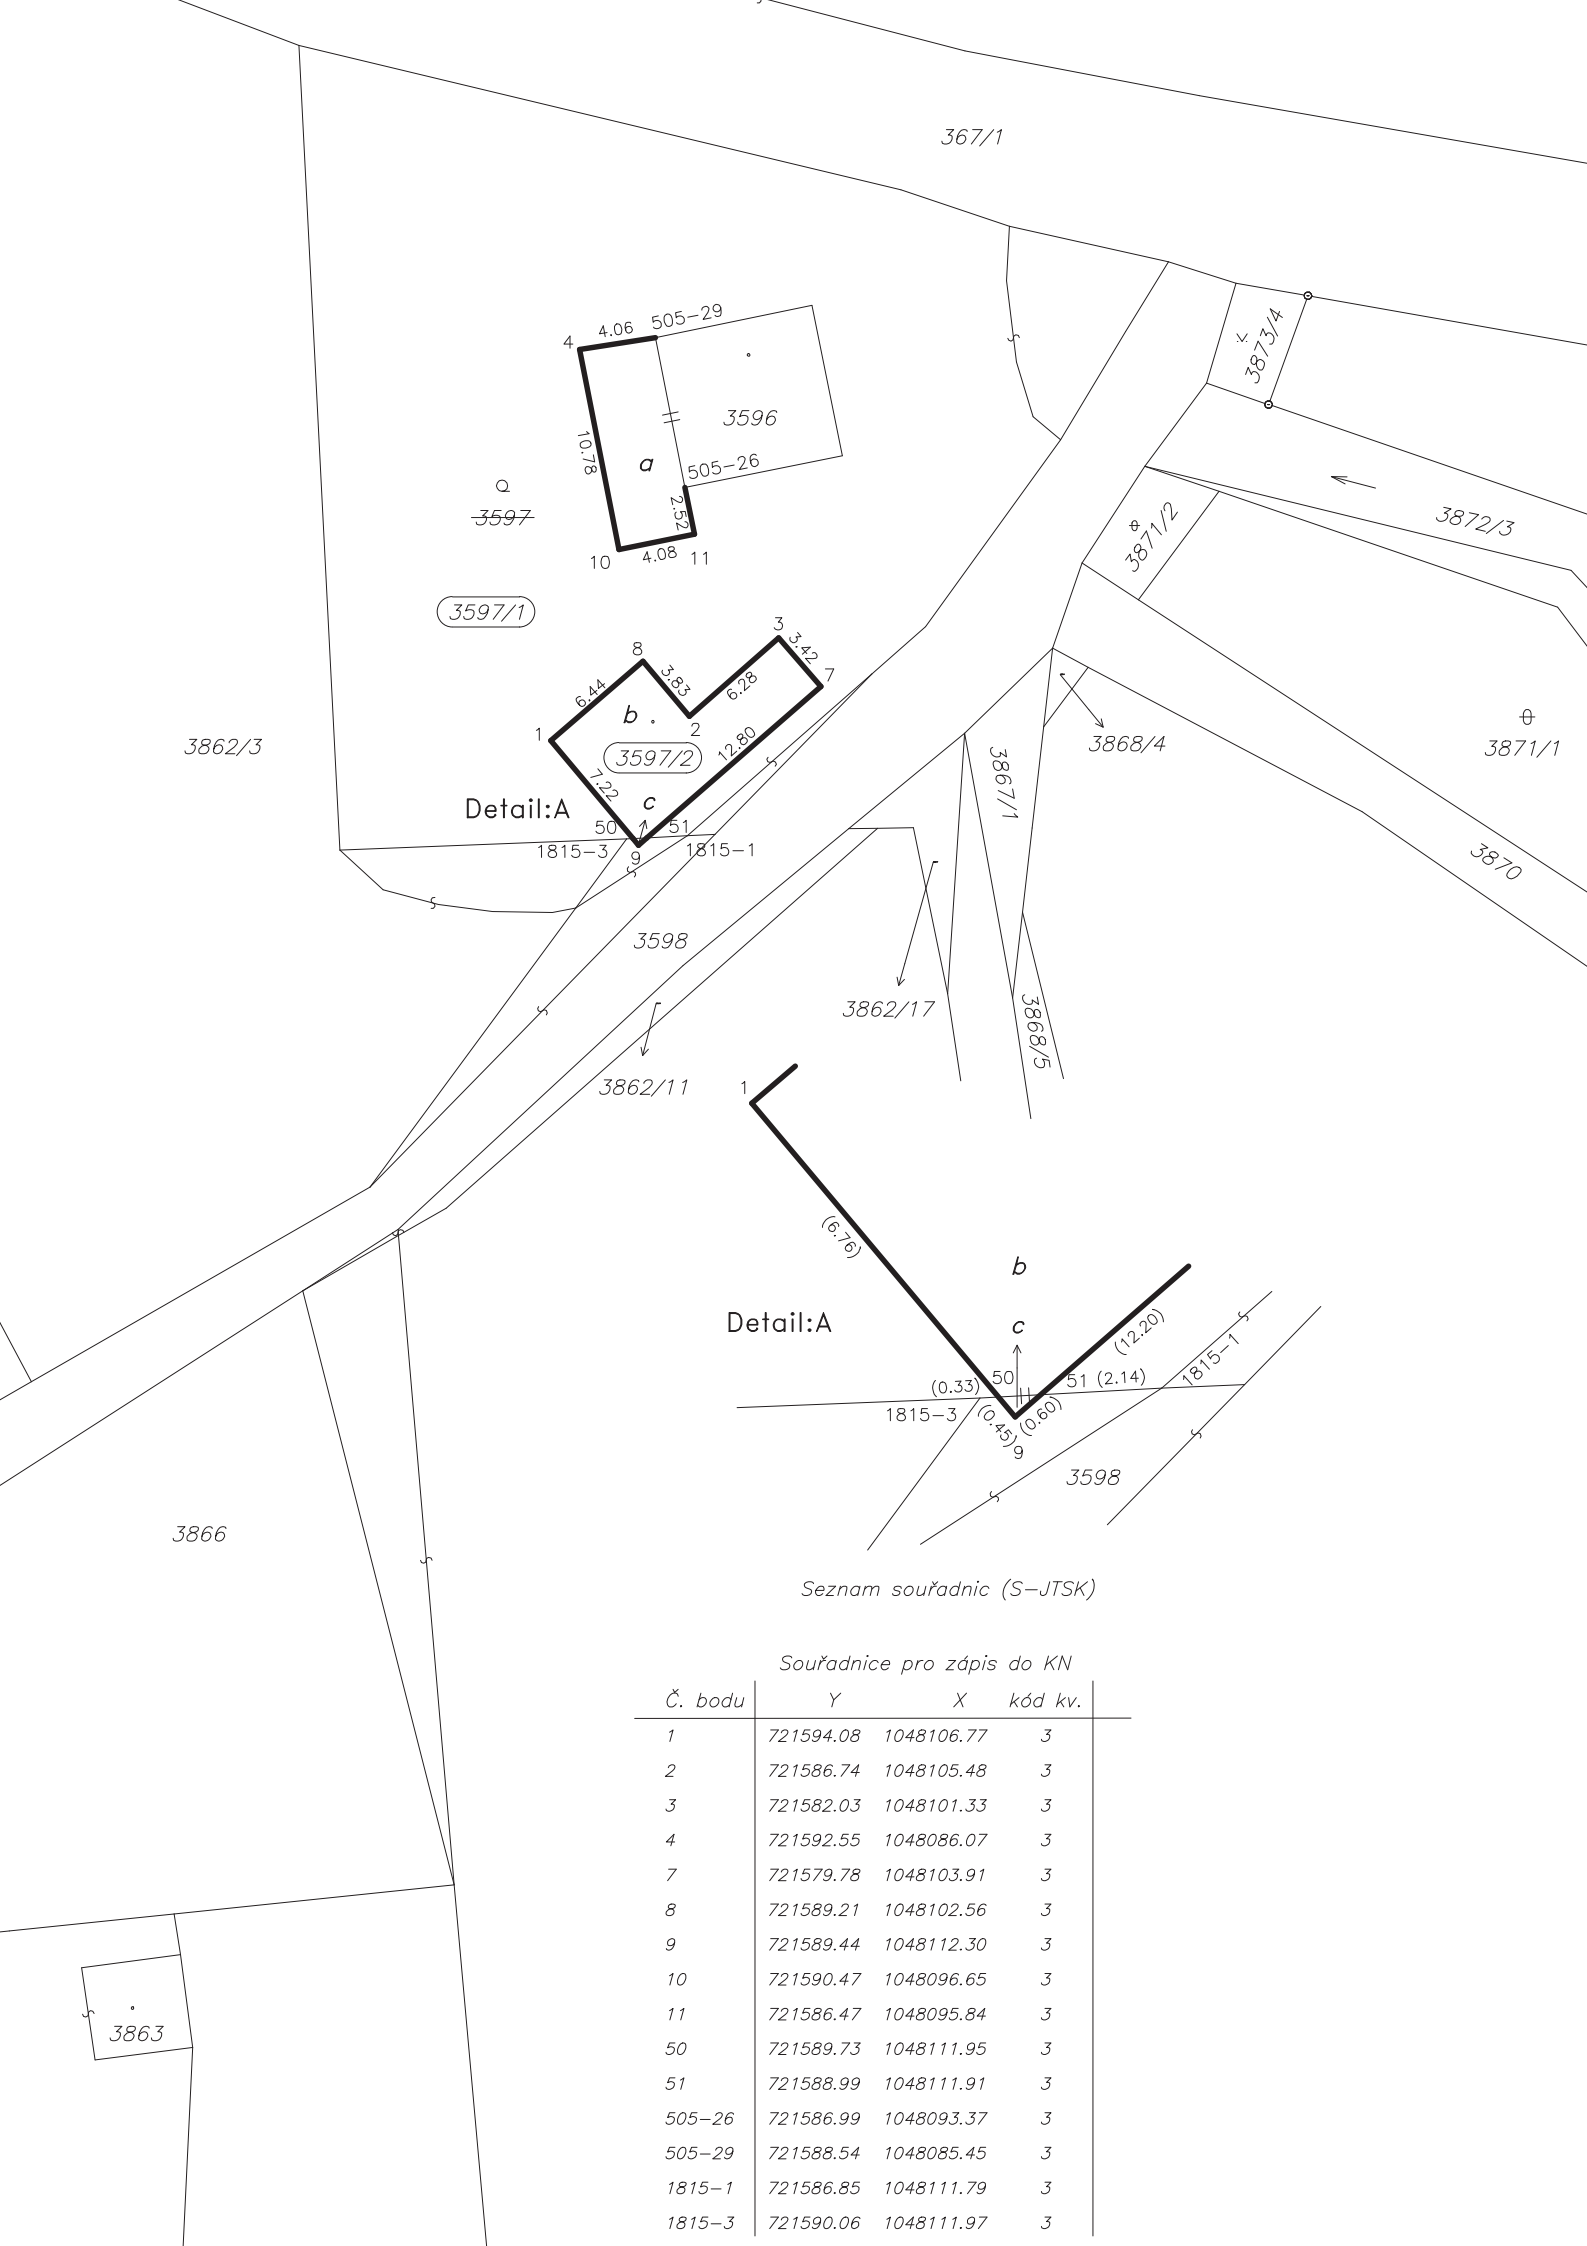 367/1
3873/4
505-29
4.06
4
3596
10.78
a
505-26
2.52
3597
4.08
10
11
3872/3
3871/2
3597/1
3
3.42
8
7
3.83
6.28
6.44
b
2
1
12.80
3597/2
7.22
3862/3
3868/4
3871/1
3867/1
Detail:A
c
50
51
1815-3
9
1815-1
3870
3598
3862/17
3868/5
3862/11
1
(6.76)
b
Detail:A
c
(12.20)
1815-1
50
51 (2.14)
(0.33)
1815-3
(0.45)
(0.60)
9
3598
3866
3863
Seznam souřadnic (S-JTSK)
Souřadnice pro zápis do KN
Č. bodu Y X kód kv.
1 721594.08 1048106.77 3
2 721586.74 1048105.48 3
3 721582.03 1048101.33 3
4 721592.55 1048086.07 3
7 721579.78 1048103.91 3
8 721589.21 1048102.56 3
9 721589.44 1048112.30 3
10 721590.47 1048096.65 3
11 721586.47 1048095.84 3
50 721589.73 1048111.95 3
51 721588.99 1048111.91 3
505-26 721586.99 1048093.37 3
505-29 721588.54 1048085.45 3
1815-1 721586.85 1048111.79 3
1815-3 721590.06 1048111.97 3